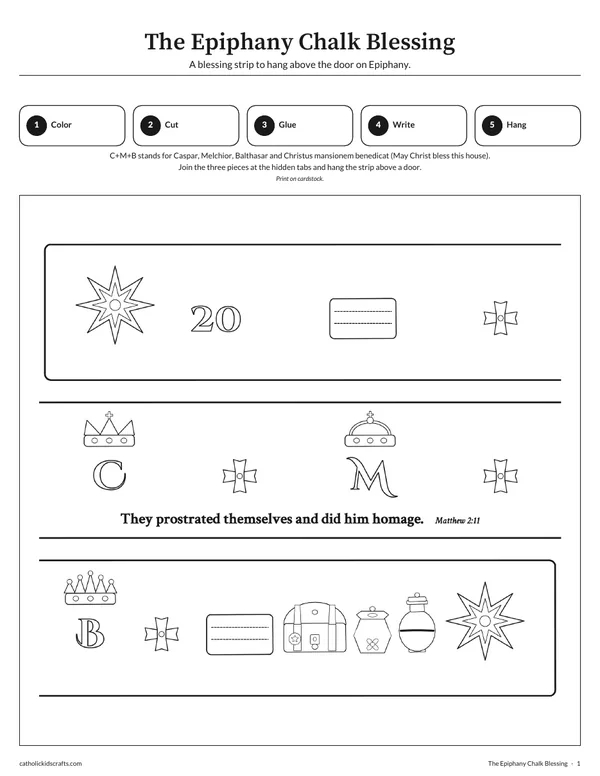 The Epiphany Chalk Blessing
A blessing strip to hang above the door on Epiphany.
1 Color
2 Cut
3 Glue
4 Write
5 Hang
C+M+B stands for Caspar, Melchior, Balthasar and Christus mansionem benedicat (May Christ bless this house).
Join the three pieces at the hidden tabs and hang the strip above a door.
Print on cardstock.
20
C M
They prostrated themselves and did him homage. Matthew 2:11
B
catholickidscrafts.com
The Epiphany Chalk Blessing · 1